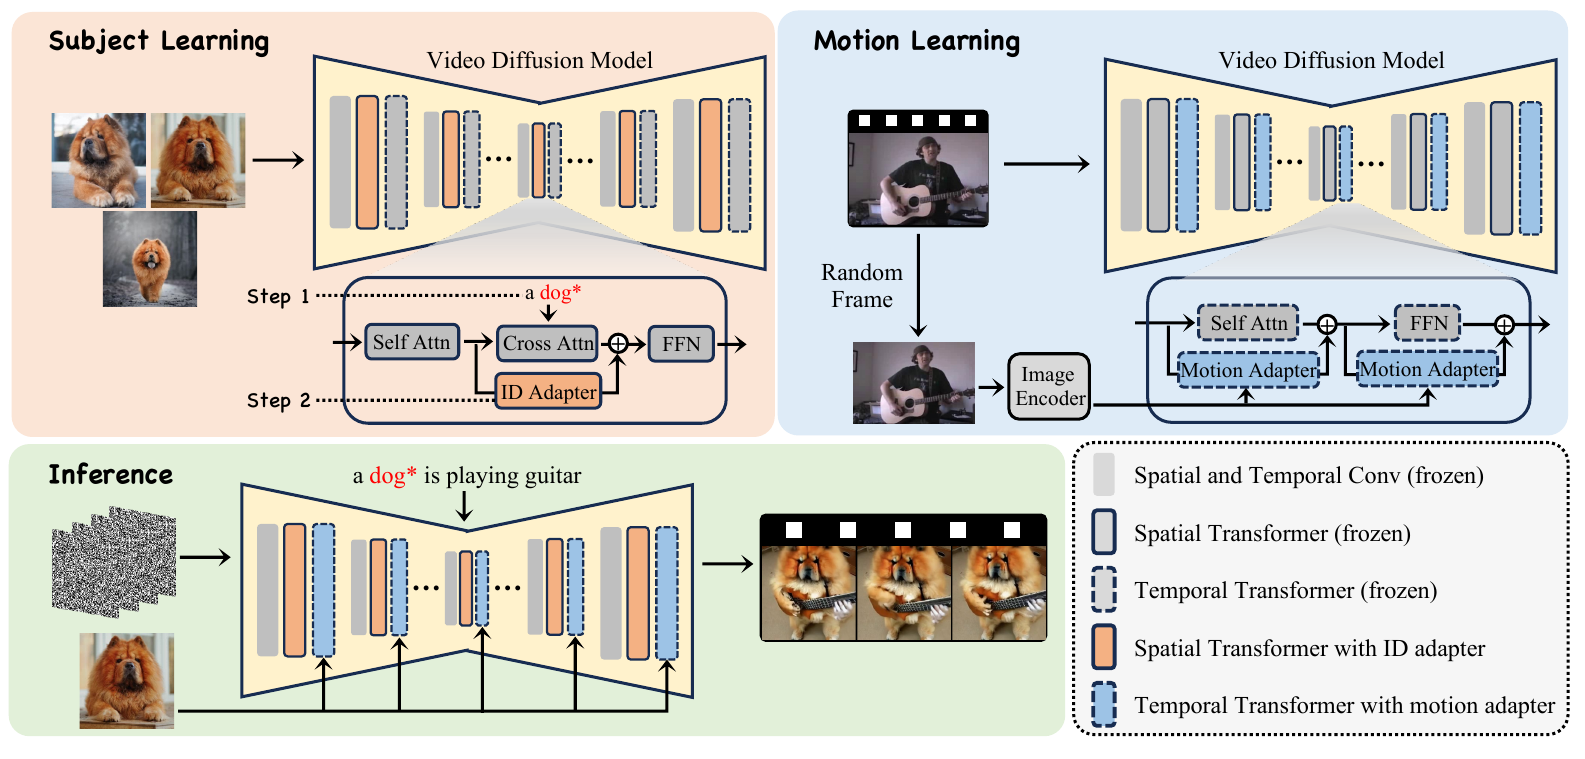 Subject Learning
Video Diffusion Model
Step 1
a dog*
Self Attn
Cross Attn
FFN
ID Adapter
Step 2
Motion Learning
Video Diffusion Model
Random
Frame
Image
Encoder
Self Attn
FFN
Motion Adapter
Motion Adapter
Inference
a dog* is playing guitar
Spatial and Temporal Conv (frozen)
Spatial Transformer (frozen)
Temporal Transformer (frozen)
Spatial Transformer with ID adapter
Temporal Transformer with motion adapter